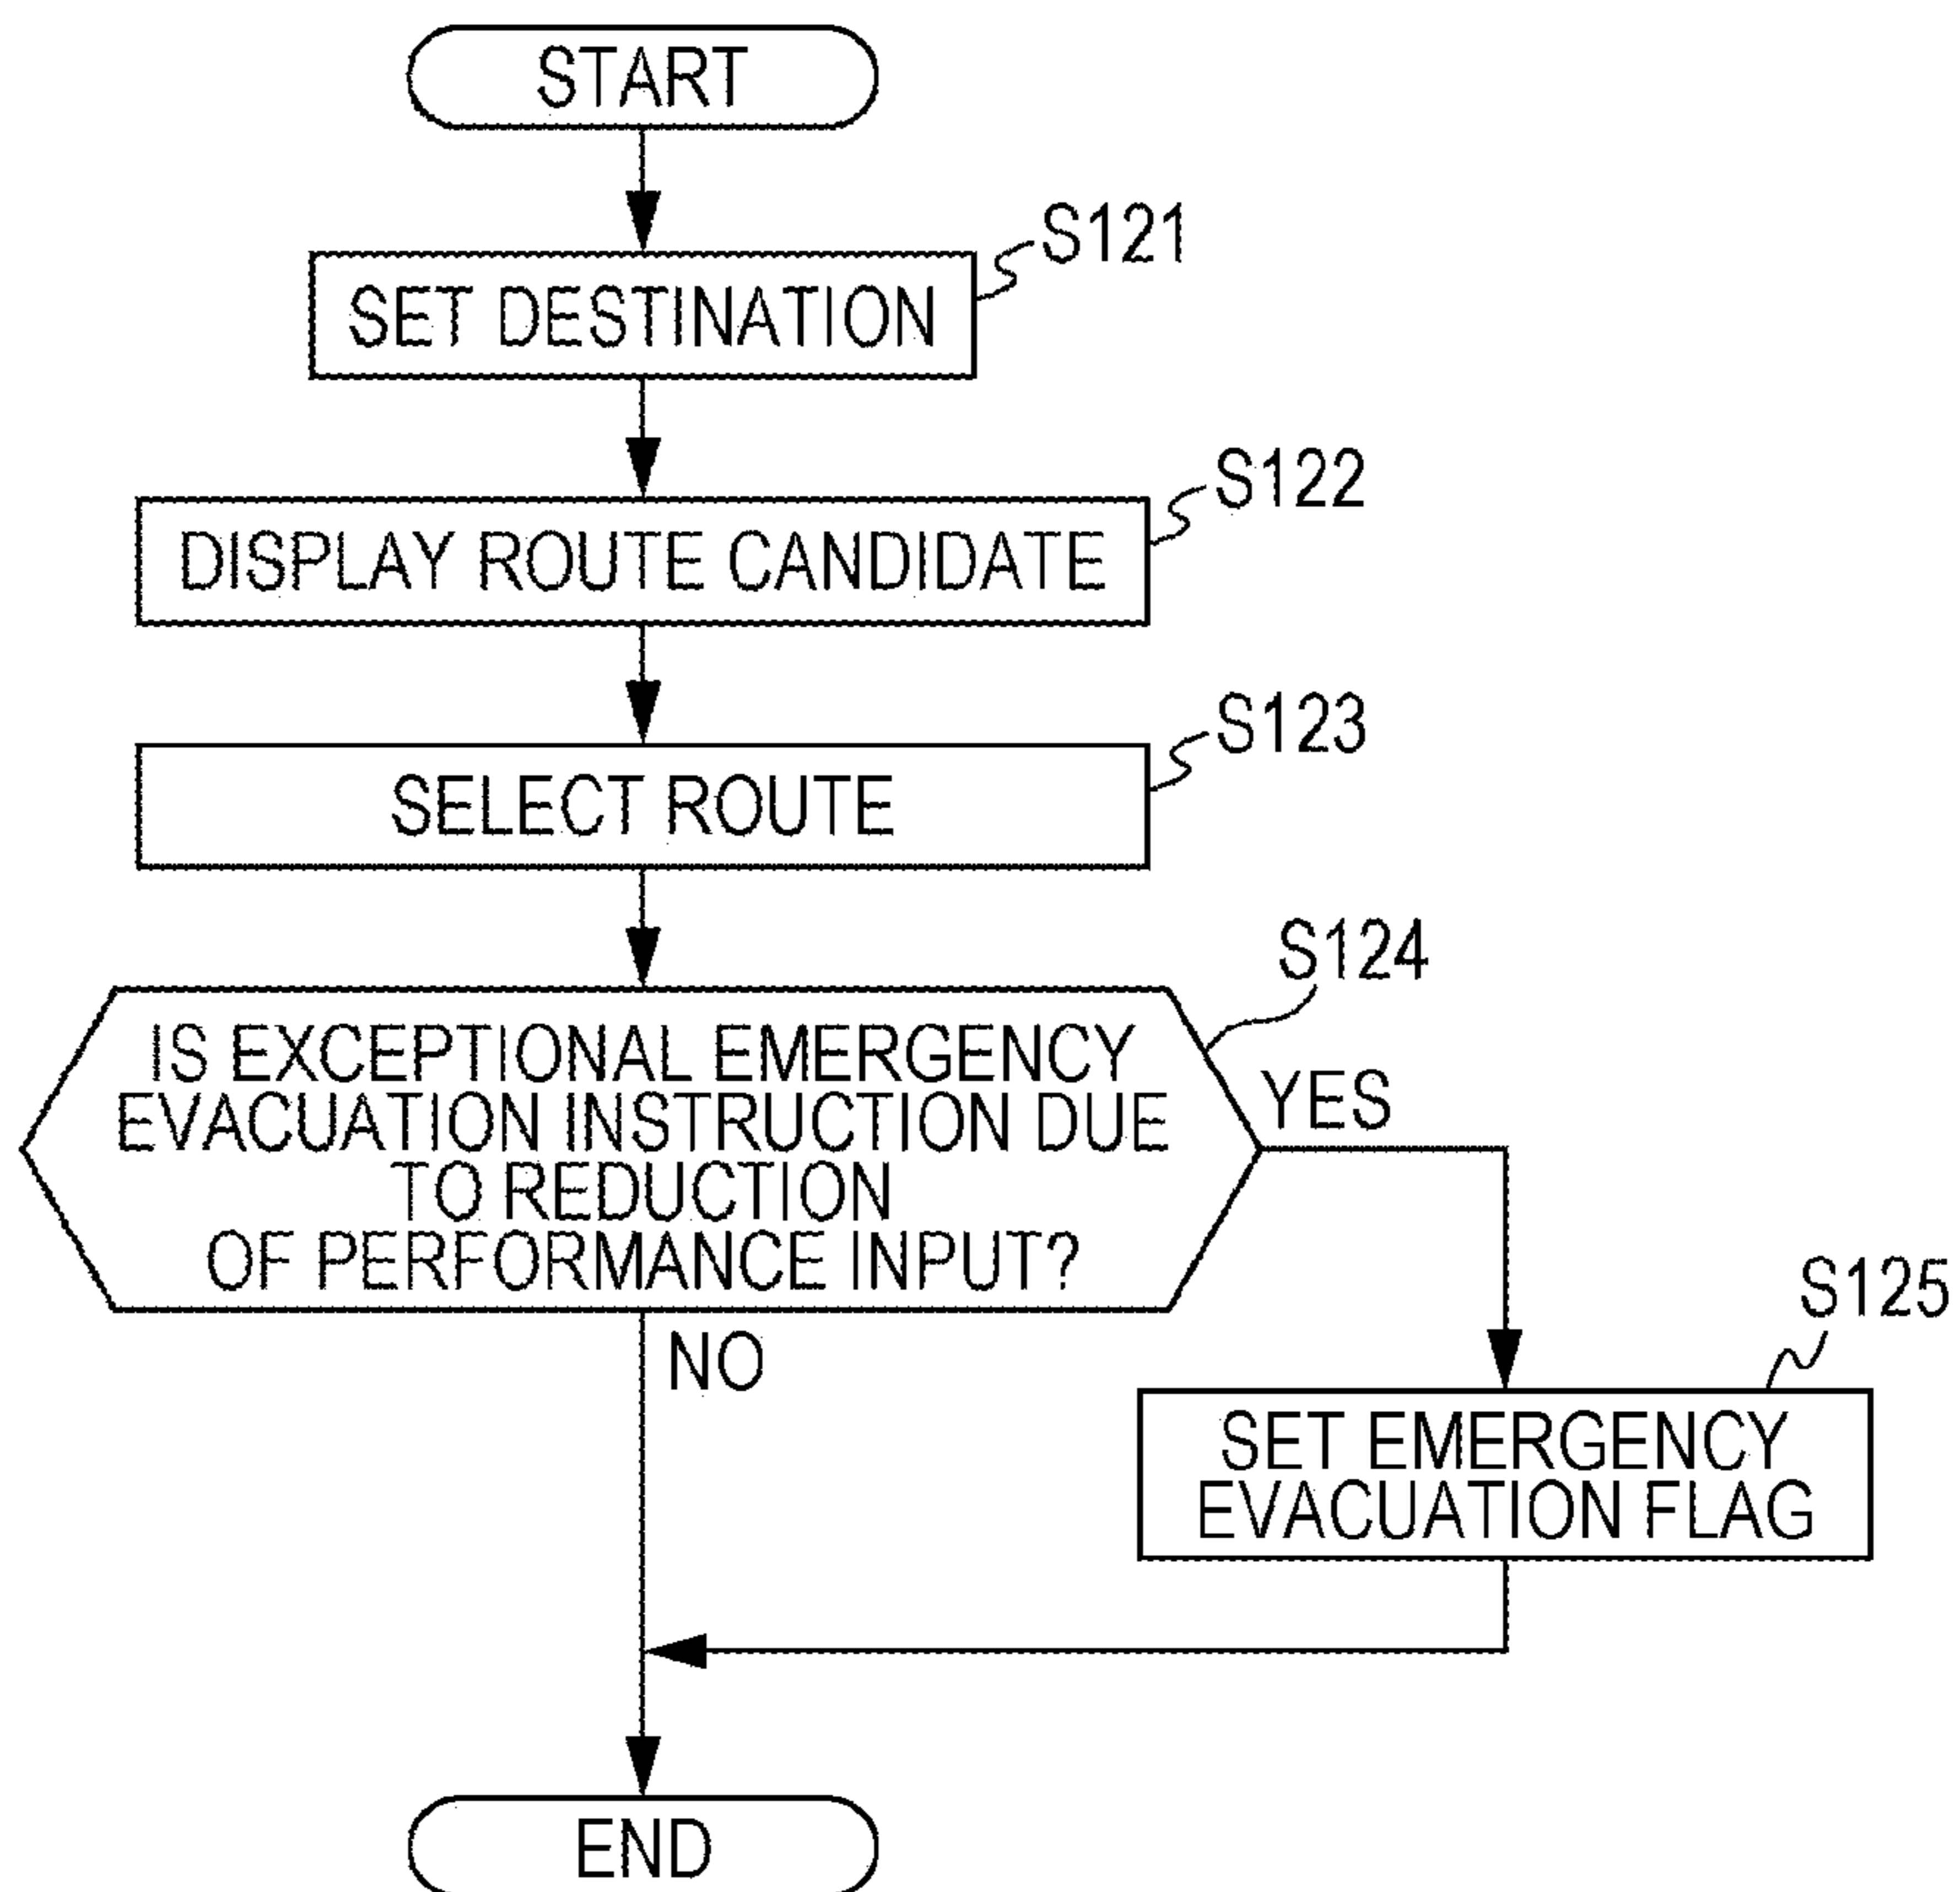 START
S121
SET DESTINATION
S122
DISPLAY ROUTE CANDIDATE
S123
SELECT ROUTE
S124
IS EXCEPTIONAL EMERGENCY
EVACUATION INSTRUCTION DUE
TO REDUCTION
OF PERFORMANCE INPUT?
YES
NO
S125
SET EMERGENCY
EVACUATION FLAG
END